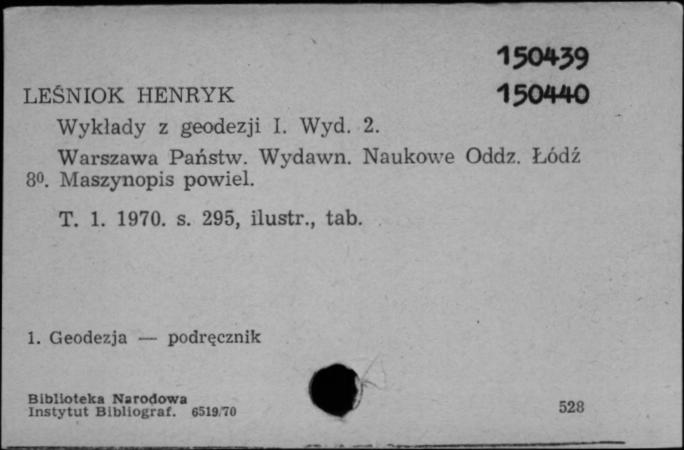 150439
LEŚNIOK HENRYK 150440
Wykłady z geodezji I. Wyd. 2.
Warszawa Państw. Wydawn. Naukowe Oddz. Łódź
8⁰. Maszynopis powiel.
T. 1. 1970. s. 295, ilustr., tab.
1. Geodezja — podręcznik
Biblioteka Narodowa
Instytut Bibliograf. 6519/70 528